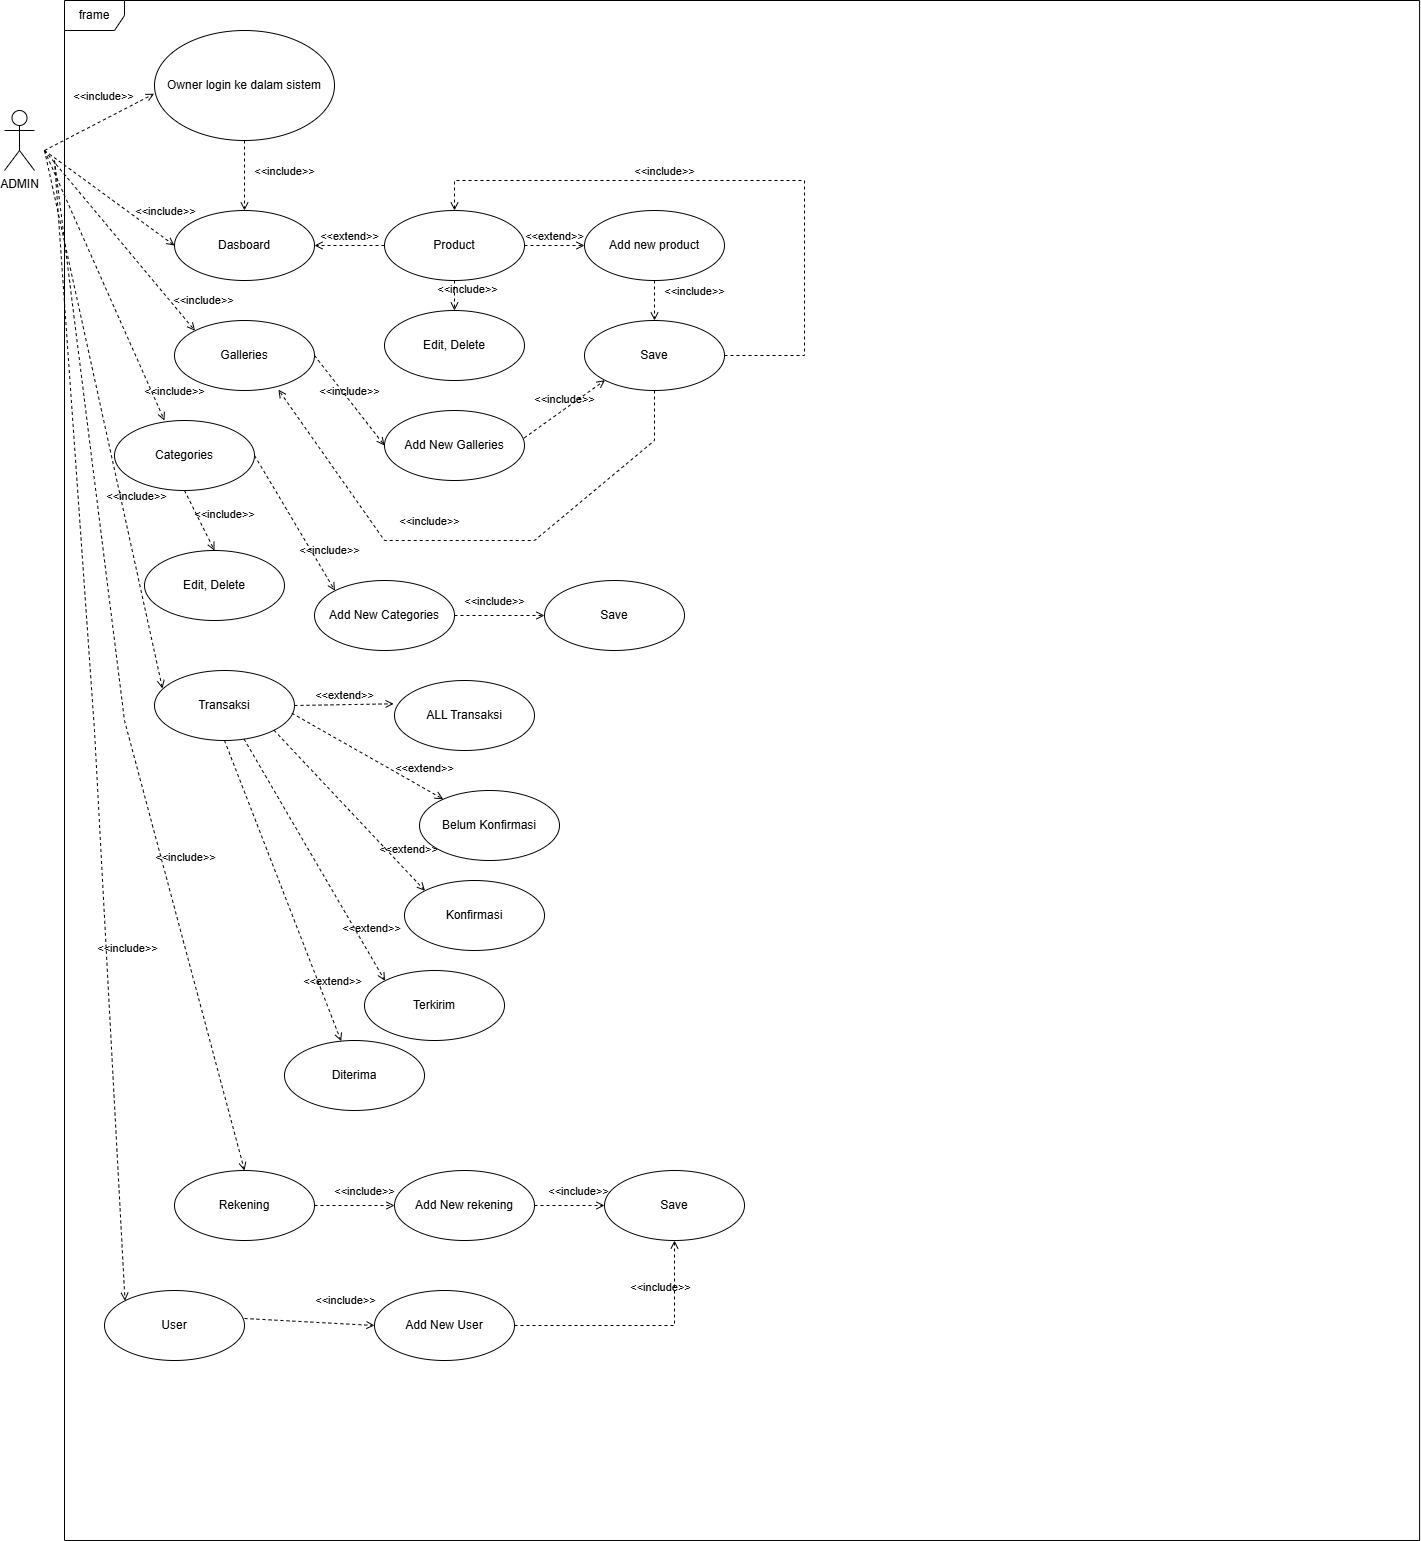 frame
Owner login ke dalam sistem
<<include>>
ADMIN
<<include>>
<<include>>
<<include>>
Dasboard
<<extend>>
Product
<<extend>>
Add new product
<<include>>
<<include>>
<<include>>
Galleries
Edit, Delete
Save
<<include>>
<<include>>
<<include>>
Categories
Add New Galleries
<<include>>
<<include>>
<<include>>
<<include>>
Edit, Delete
Add New Categories
<<include>>
Save
Transaksi
<<extend>>
ALL Transaksi
<<extend>>
Belum Konfirmasi
<<extend>>
<<include>>
Konfirmasi
<<extend>>
<<include>>
<<extend>>
Terkirim
Diterima
Rekening
<<include>>
Add New rekening
<<include>>
Save
<<include>>
<<include>>
User
Add New User